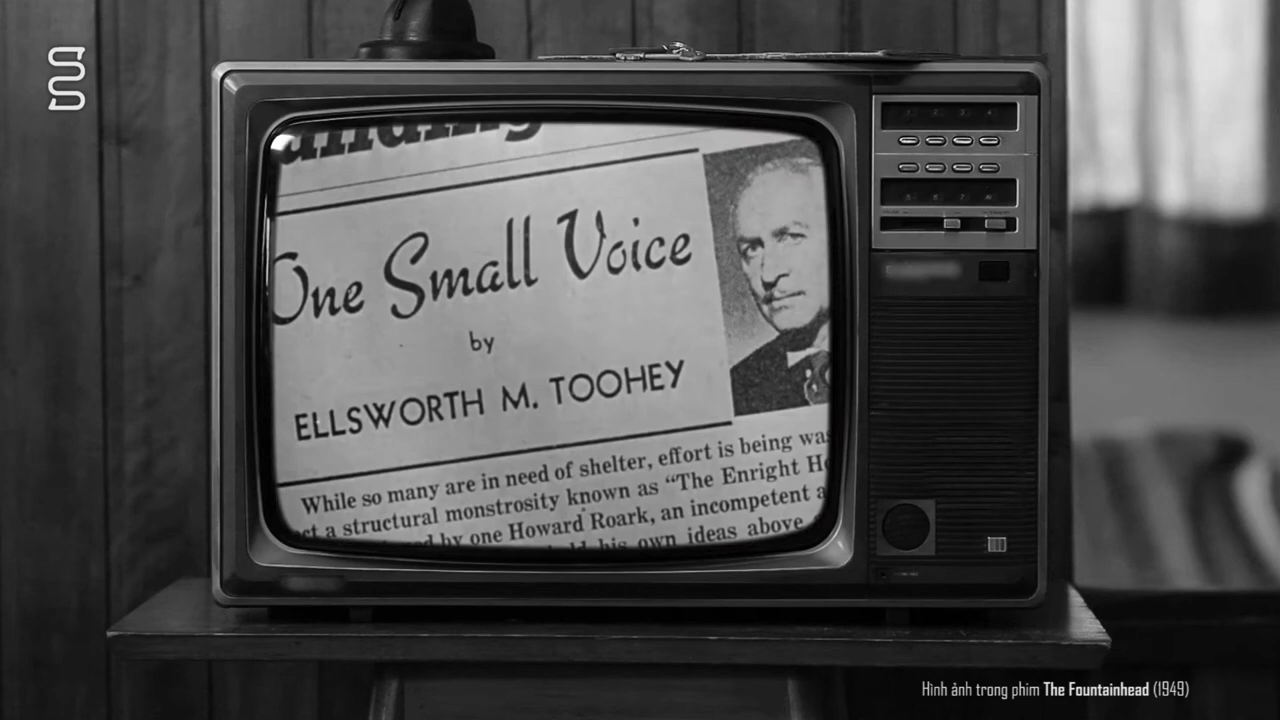 One Small Voice
by
ELLSWORTH M. TOOHEY
While so many are in need of shelter, effort is being
a structural monstrosity known as “The Enright
by one Howard Roark, an incompetent
his own ideas above
Hình ảnh trong phim The Fountainhead (1949)